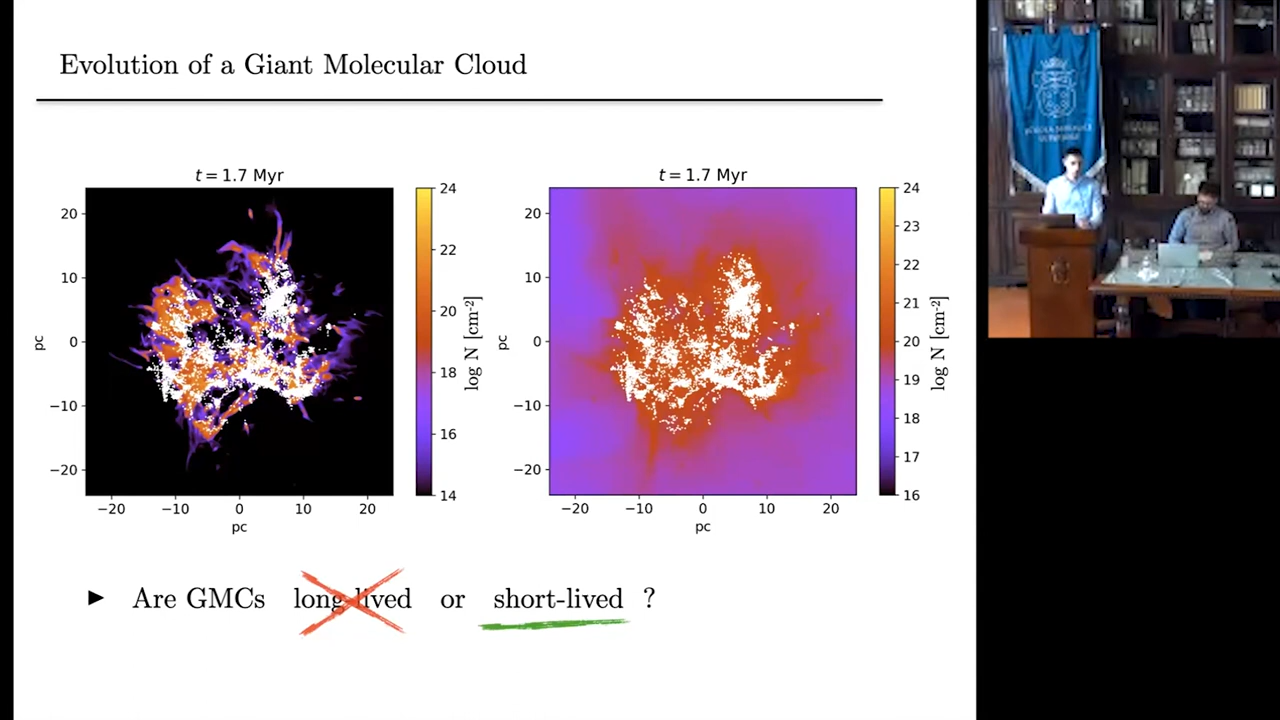 Evolution of a Giant Molecular Cloud
t = 1.7 Myr
20
10
0
−10
−20
pc
−20 −10 0 10 20
pc
24
22
20
18
16
14
log N [cm-2]
t = 1.7 Myr
20
10
0
−10
−20
pc
−20 −10 0 10 20
pc
24
23
22
21
20
19
18
17
16
log N [cm-2]
► Are GMCs long-lived or short-lived ?